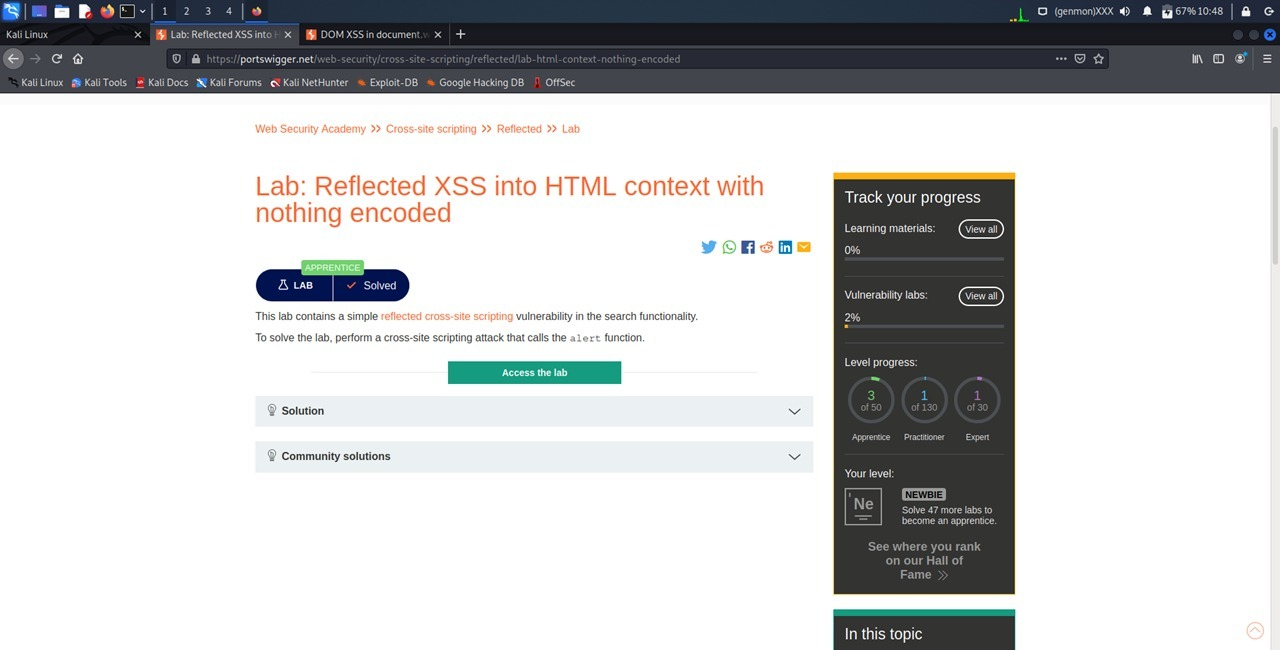 1 2 3 4 (genmon)XXX 67% 10:48
Kali Linux Lab: Reflected XSS into H DOM XSS in document.w
https://portswigger.net/web-security/cross-site-scripting/reflected/lab-html-context-nothing-encoded
Kali Linux Kali Tools Kali Docs Kali Forums Kali NetHunter Exploit-DB Google Hacking DB OffSec
Web Security Academy Cross-site scripting Reflected Lab
Lab: Reflected XSS into HTML context with
nothing encoded
APPRENTICE
LAB Solved
This lab contains a simple reflected cross-site scripting vulnerability in the search functionality.
To solve the lab, perform a cross-site scripting attack that calls the alert function.
Access the lab
Solution
Community solutions
Track your progress
Learning materials: View all
0%
Vulnerability labs: View all
2%
Level progress:
3 1 1
of 50 of 130 of 30
Apprentice Practitioner Expert
Your level:
Ne
NEWBIE
Solve 47 more labs to
become an apprentice.
See where you rank
on our Hall of
Fame
In this topic